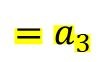 = a₃